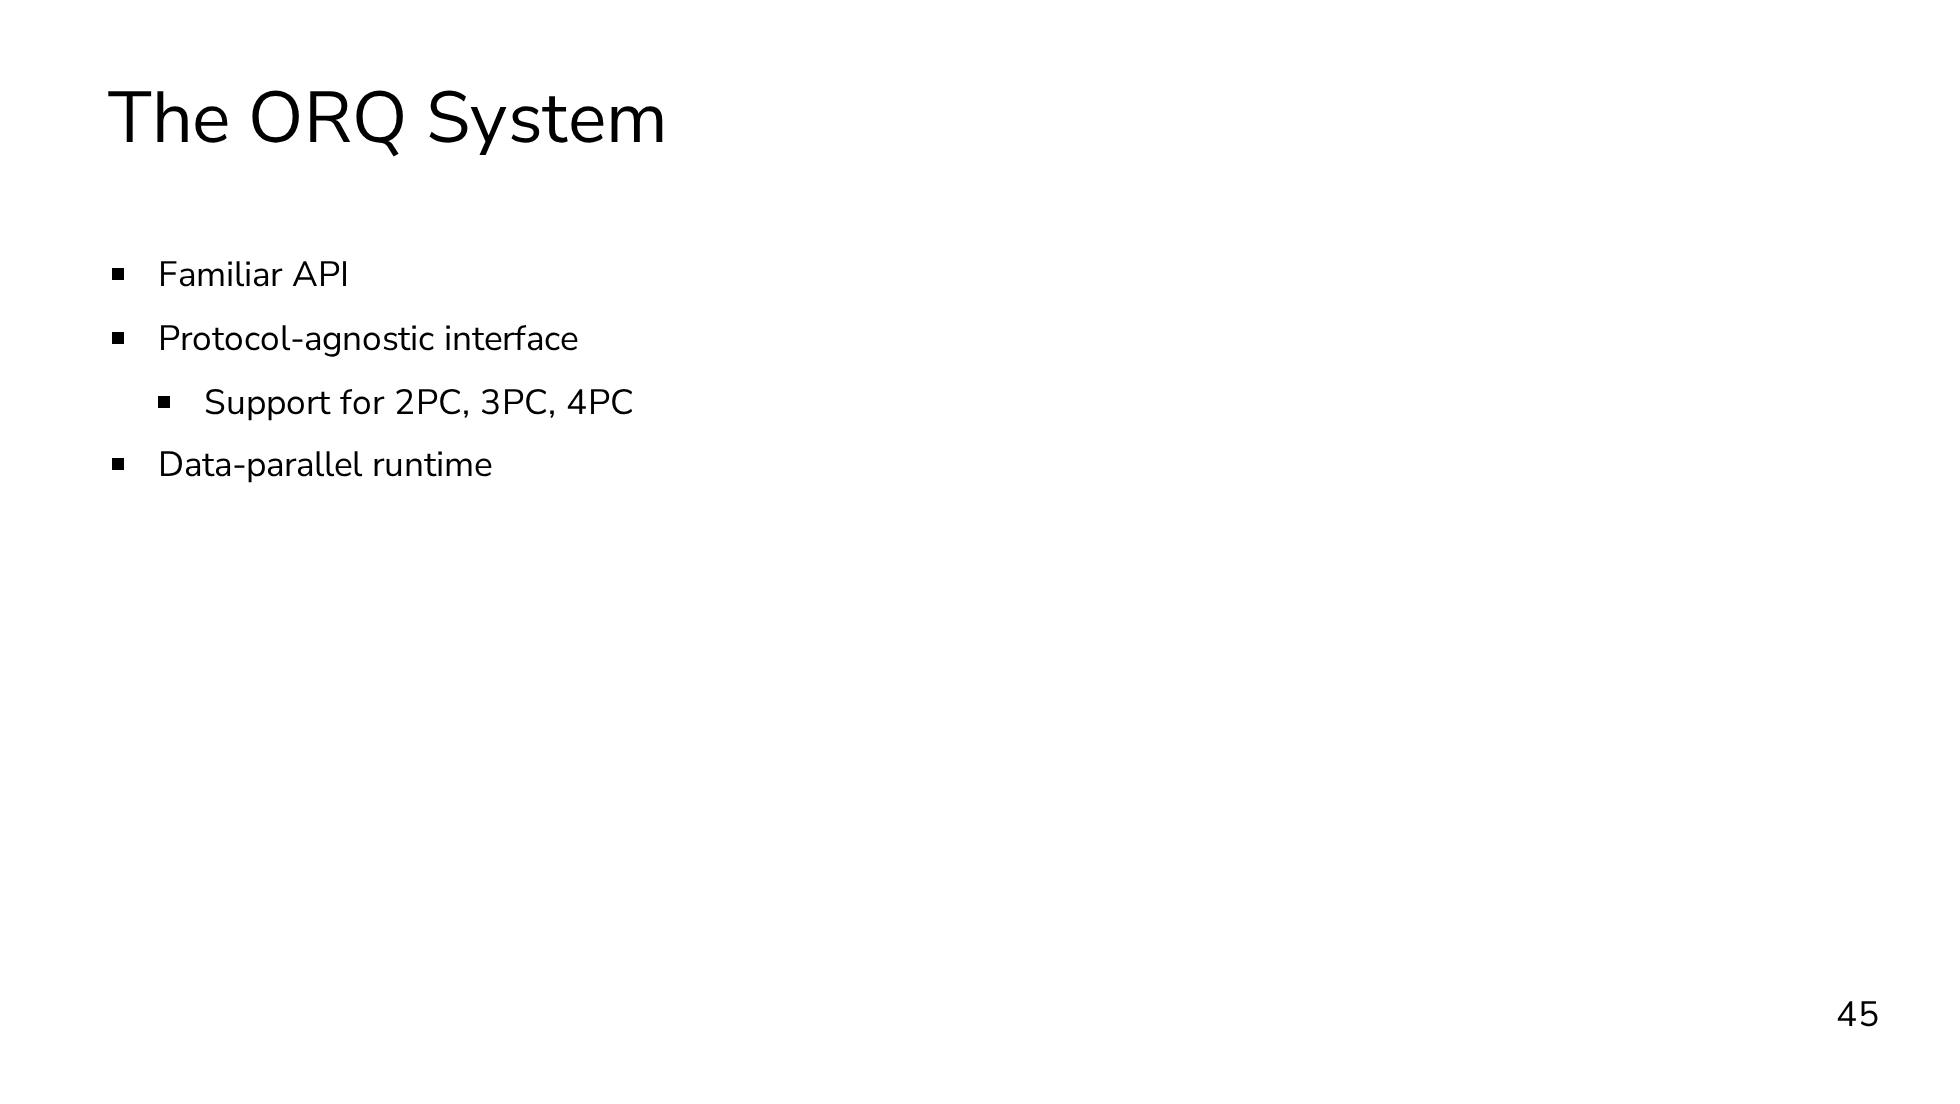 The ORQ System
▪ Familiar API
▪ Protocol-agnostic interface
▪ Support for 2PC, 3PC, 4PC
▪ Data-parallel runtime
45